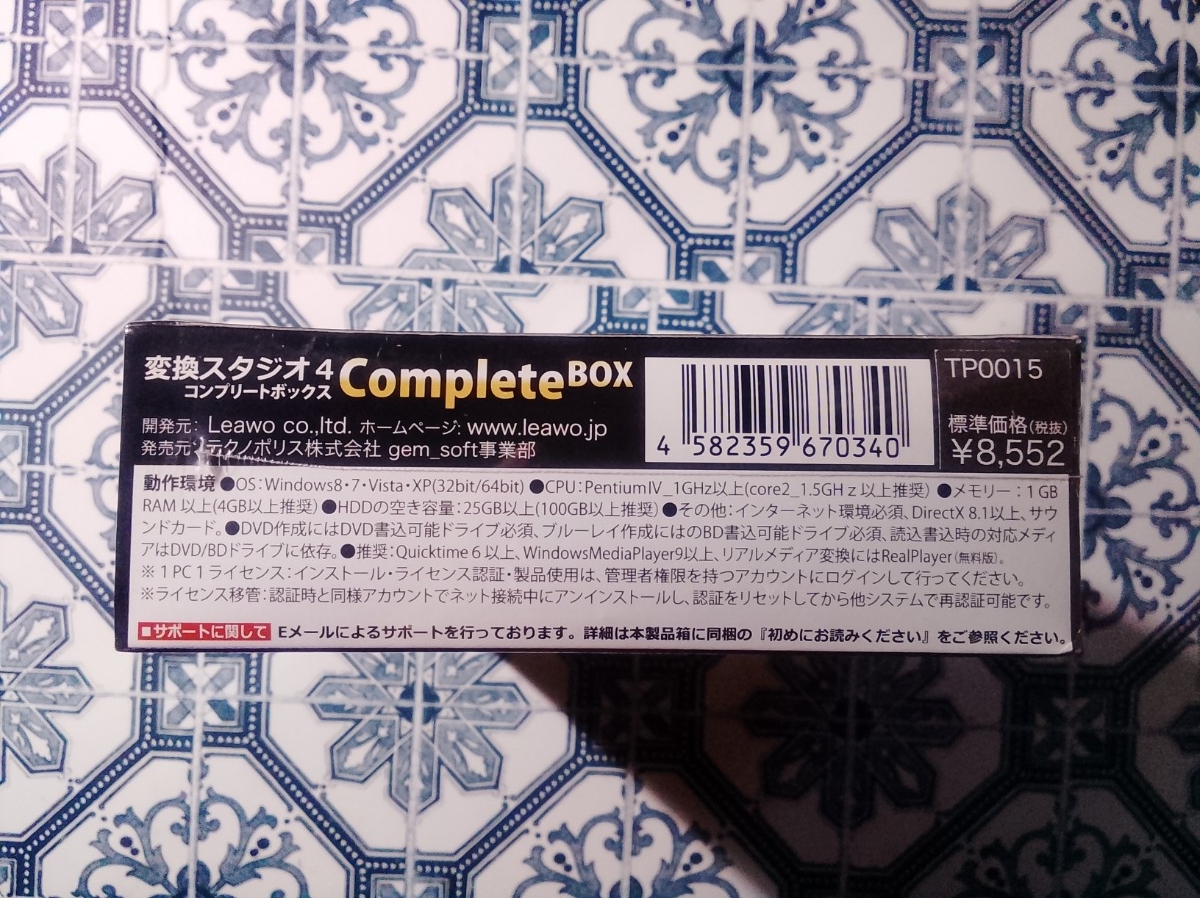 変換スタジオ4
コンプリートボックス
Complete BOX
開発元: Leawo co.,ltd. ホームページ: www.leawo.jp
発売元: テクノポリス株式会社 gem_soft事業部
4 582359 670340
TP0015
標準価格(税抜)
¥8,552
動作環境 ●OS:Windows8・7・Vista・XP(32bit/64bit) ●CPU:PentiumⅣ_1GHz以上(core2_1.5GHz以上推奨) ●メモリー:1GB
RAM以上(4GB以上推奨) ●HDDの空き容量:25GB以上(100GB以上推奨) ●その他:インターネット環境必須、DirectX 8.1以上、サウ
ンドカード。●DVD作成にはDVD書込可能ドライブ必須、ブルーレイ作成にはのBD書込可能ドライブ必須、読込書込時の対応メディ
アはDVD/BDドライブに依存。●推奨:Quicktime 6 以上、WindowsMediaPlayer9以上、リアルメディア変換にはRealPlayer(無料版)。
※1PC1ライセンス:インストール・ライセンス認証・製品使用は、管理者権限を持つアカウントにログインして行ってください。
※ライセンス移管:認証時と同様アカウントでネット接続中にアンインストールし、認証をリセットしてから他システムで再認証可能です。
■サポートに関して Eメールによるサポートを行っております。詳細は本製品箱に同梱の『初めにお読みください』をご参照ください。